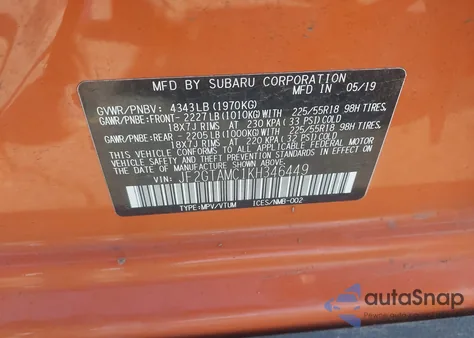 MFD BY SUBARU CORPORATION 05/19
GVWR/PNBV: 4343LB (1970KG)
GAWR/PNBE:FRONT- 2227LB (1010KG) WITH 225/55R18 98H TIRES,
18X7J RIMS AT 230 KPA (33 PSI) COLD
GAWR/PNBE:REAR - 2205LB (1000KG) WITH 225/55R18 98H TIRES,
18X7J RIMS AT 220 KPA (32 PSI) COLD
THIS VEHICLE CONFORMS TO ALL APPLICABLE FEDERAL MOTOR
VEHICLE SAFETY, BUMPER, AND THEFT PREVENTION STANDARDS
IN EFFECT ON THE DATE OF MANUFACTURE SHOWN ABOVE.
VIN: JF2GTAMC1KH346449
TYPE:MPV/VTUM ICES/NMB-002
autoSnap